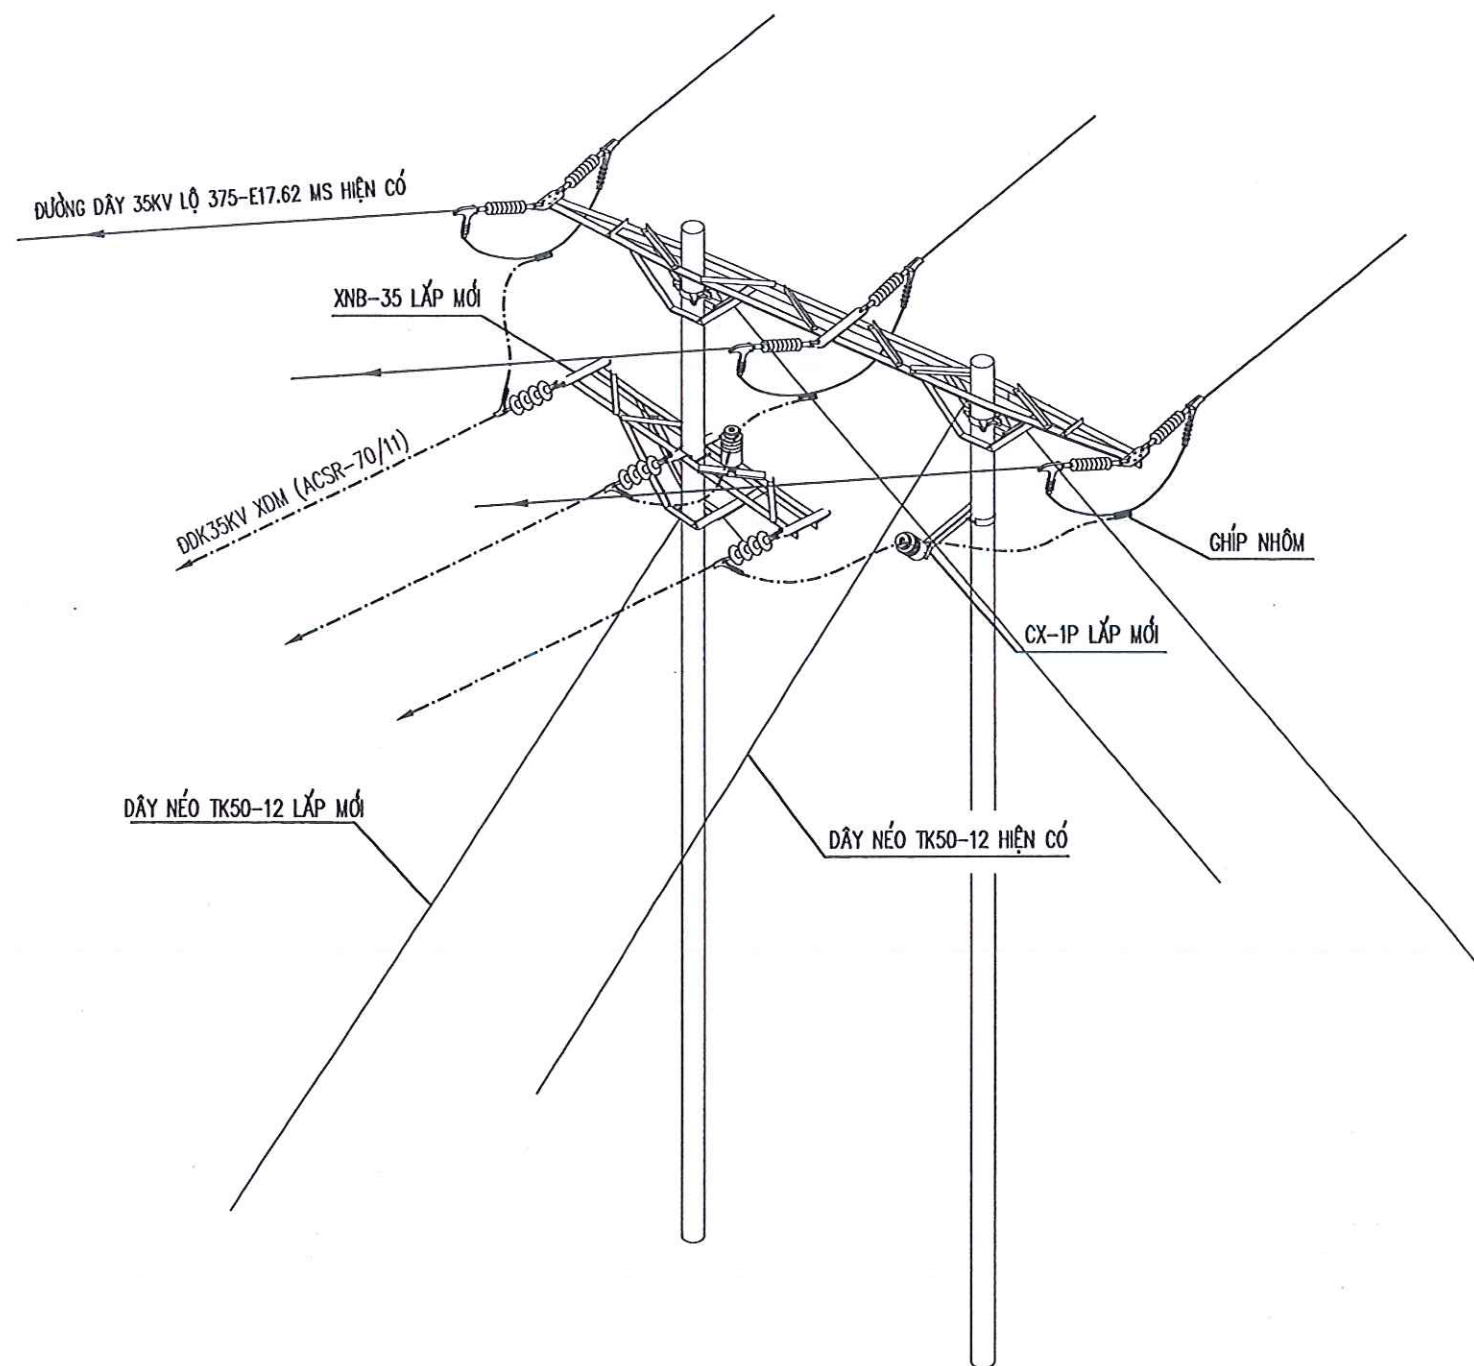 ĐƯỜNG DÂY 35KV LỘ 375-E17.62 MS HIỆN CÓ
XNB-35 LẮP MỚI
DDK35KV XDM (ACSR-70/11)
GHÍP NHÔM
CX-1P LẮP MỚI
DÂY NÉO TK50-12 LẮP MỚI
DÂY NÉO TK50-12 HIỆN CÓ